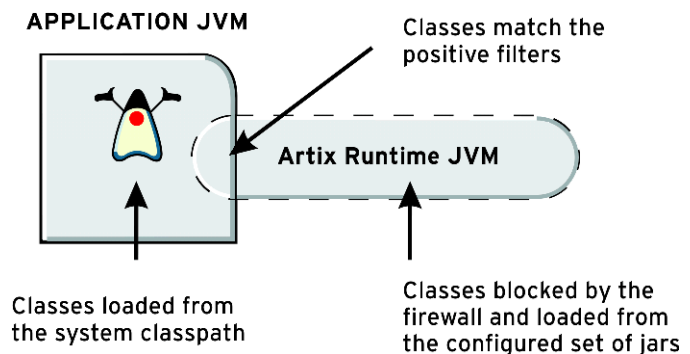 APPLICATION JVM
Classes match the
positive filters
Artix Runtime JVM
Classes loaded from
the system classpath
Classes blocked by the
firewall and loaded from
the configured set of jars